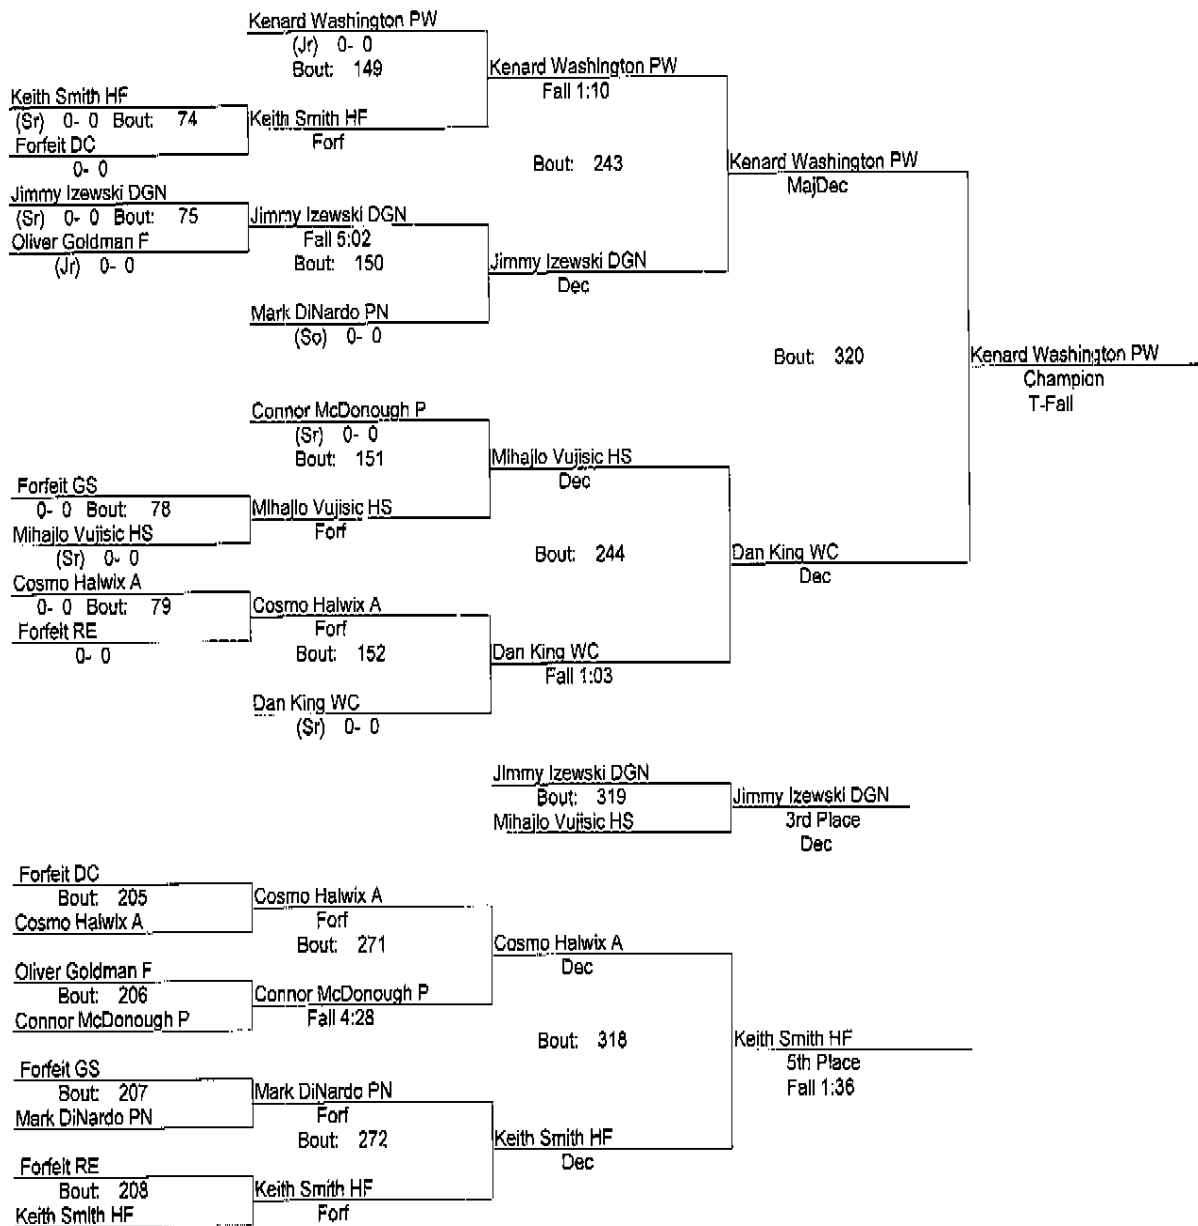 Kenard Washington PW
(Jr) 0- 0
Bout: 149
Kenard Washington PW
Fall 1:10
Keith Smith HF
(Sr) 0- 0 Bout: 74
Keith Smith HF
Forfeit DC
Forf
0- 0
Bout: 243
Kenard Washington PW
MajDec
Jimmy Izewski DGN
(Sr) 0- 0 Bout: 75
Jimmy Izewski DGN
Oliver Goldman F
Fall 5:02
(Jr) 0- 0
Bout: 150
Jimmy Izewski DGN
Dec
Mark DiNardo PN
(So) 0- 0
Bout: 320
Kenard Washington PW
Champion
T-Fall
Connor McDonough P
(Sr) 0- 0
Bout: 151
Mihajlo Vujisic HS
Dec
Forfeit GS
0- 0 Bout: 78
Mihajlo Vujisic HS
Mihajlo Vujisic HS
Forf
(Sr) 0- 0
Bout: 244
Dan King WC
Dec
Cosmo Halwix A
0- 0 Bout: 79
Cosmo Halwix A
Forfeit RE
Forf
0- 0
Bout: 152
Dan King WC
Fall 1:03
Dan King WC
(Sr) 0- 0
Jimmy Izewski DGN
Bout: 319
Jimmy Izewski DGN
Mihajlo Vujisic HS
3rd Place
Dec
Forfeit DC
Bout: 205
Cosmo Halwix A
Cosmo Halwix A
Forf
Bout: 271
Cosmo Halwix A
Dec
Oliver Goldman F
Bout: 206
Connor McDonough P
Connor McDonough P
Fall 4:28
Bout: 318
Keith Smith HF
5th Place
Fall 1:36
Forfeit GS
Bout: 207
Mark DiNardo PN
Mark DiNardo PN
Forf
Bout: 272
Keith Smith HF
Dec
Forfeit RE
Bout: 208
Keith Smith HF
Keith Smith HF
Forf